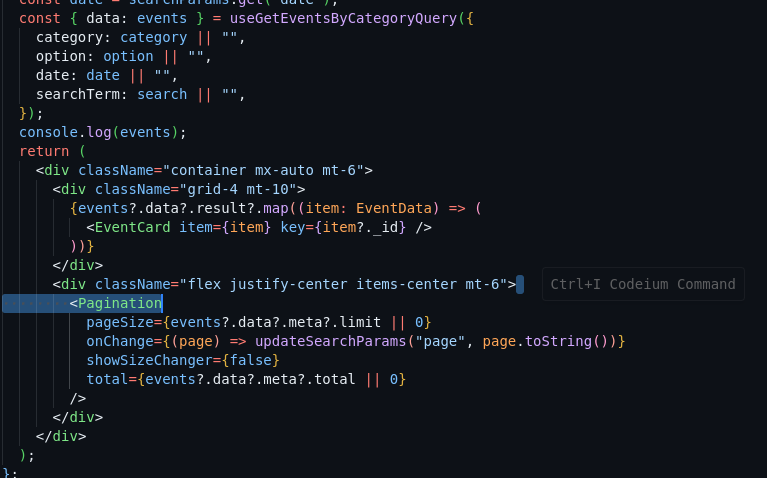 const date = searchParams.get("date");
const { data: events } = useGetEventsByCategoryQuery({
category: category || "",
option: option || "",
date: date || "",
searchTerm: search || "",
});
console.log(events);
return (
<div className="container mx-auto mt-6">
<div className="grid-4 mt-10">
{events?.data?.result?.map((item: EventData) => (
<EventCard item={item} key={item?._id} />
))}
</div>
<div className="flex justify-center items-center mt-6">
Ctrl+I Codeium Command
<Pagination
pageSize={events?.data?.meta?.limit || 0}
onChange={(page) => updateSearchParams("page", page.toString())}
showSizeChanger={false}
total={events?.data?.meta?.total || 0}
/>
</div>
</div>
);
};